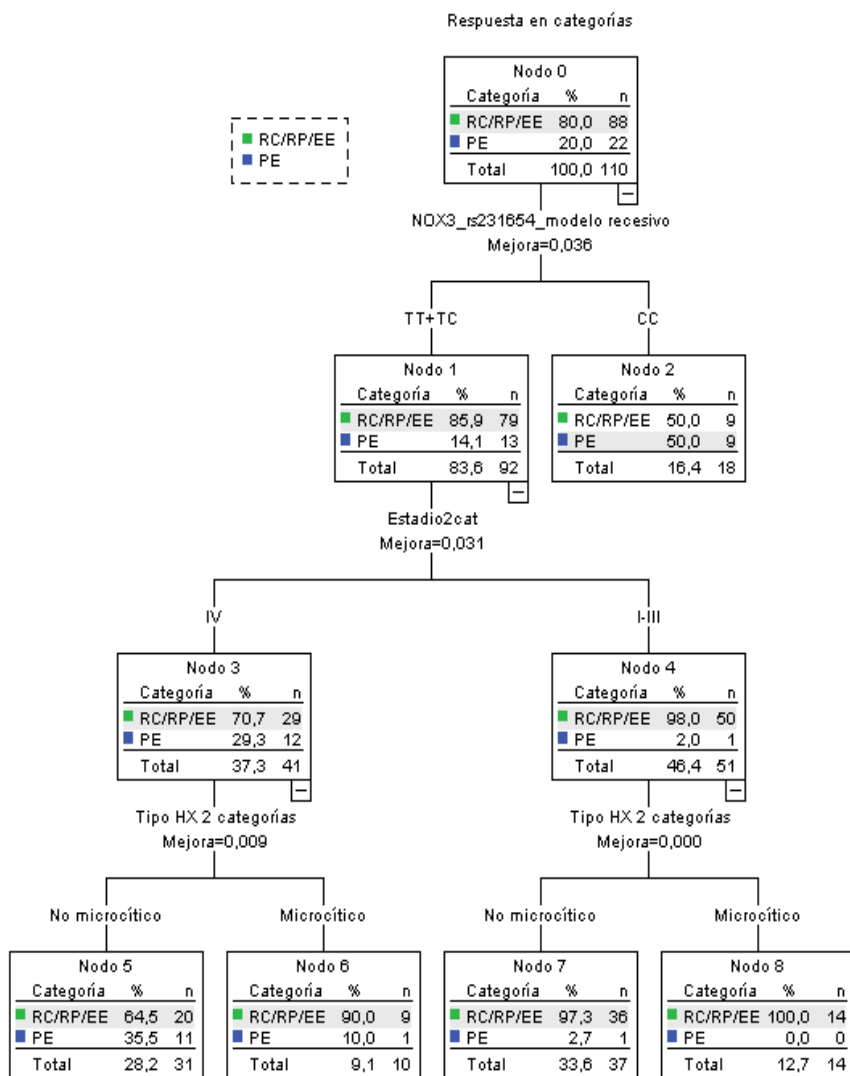 Respuesta en categorías
RC/RP/EE
PE
Nodo 0
Categoría % n
RC/RP/EE 80,0 88
PE 20,0 22
Total 100,0 110
NOX3_rs231654_modelo recesivo
Mejora=0,036
TT+TC
CC
Nodo 1
Categoría % n
RC/RP/EE 85,9 79
PE 14,1 13
Total 83,6 92
Nodo 2
Categoría % n
RC/RP/EE 50,0 9
PE 50,0 9
Total 16,4 18
Estadio2cat
Mejora=0,031
IV
I-III
Nodo 3
Categoría % n
RC/RP/EE 70,7 29
PE 29,3 12
Total 37,3 41
Nodo 4
Categoría % n
RC/RP/EE 98,0 50
PE 2,0 1
Total 46,4 51
Tipo HX 2 categorías
Mejora=0,009
Tipo HX 2 categorías
Mejora=0,000
No microcítico
Microcítico
No microcítico
Microcítico
Nodo 5
Categoría % n
RC/RP/EE 64,5 20
PE 35,5 11
Total 28,2 31
Nodo 6
Categoría % n
RC/RP/EE 90,0 9
PE 10,0 1
Total 9,1 10
Nodo 7
Categoría % n
RC/RP/EE 97,3 36
PE 2,7 1
Total 33,6 37
Nodo 8
Categoría % n
RC/RP/EE 100,0 14
PE 0,0 0
Total 12,7 14